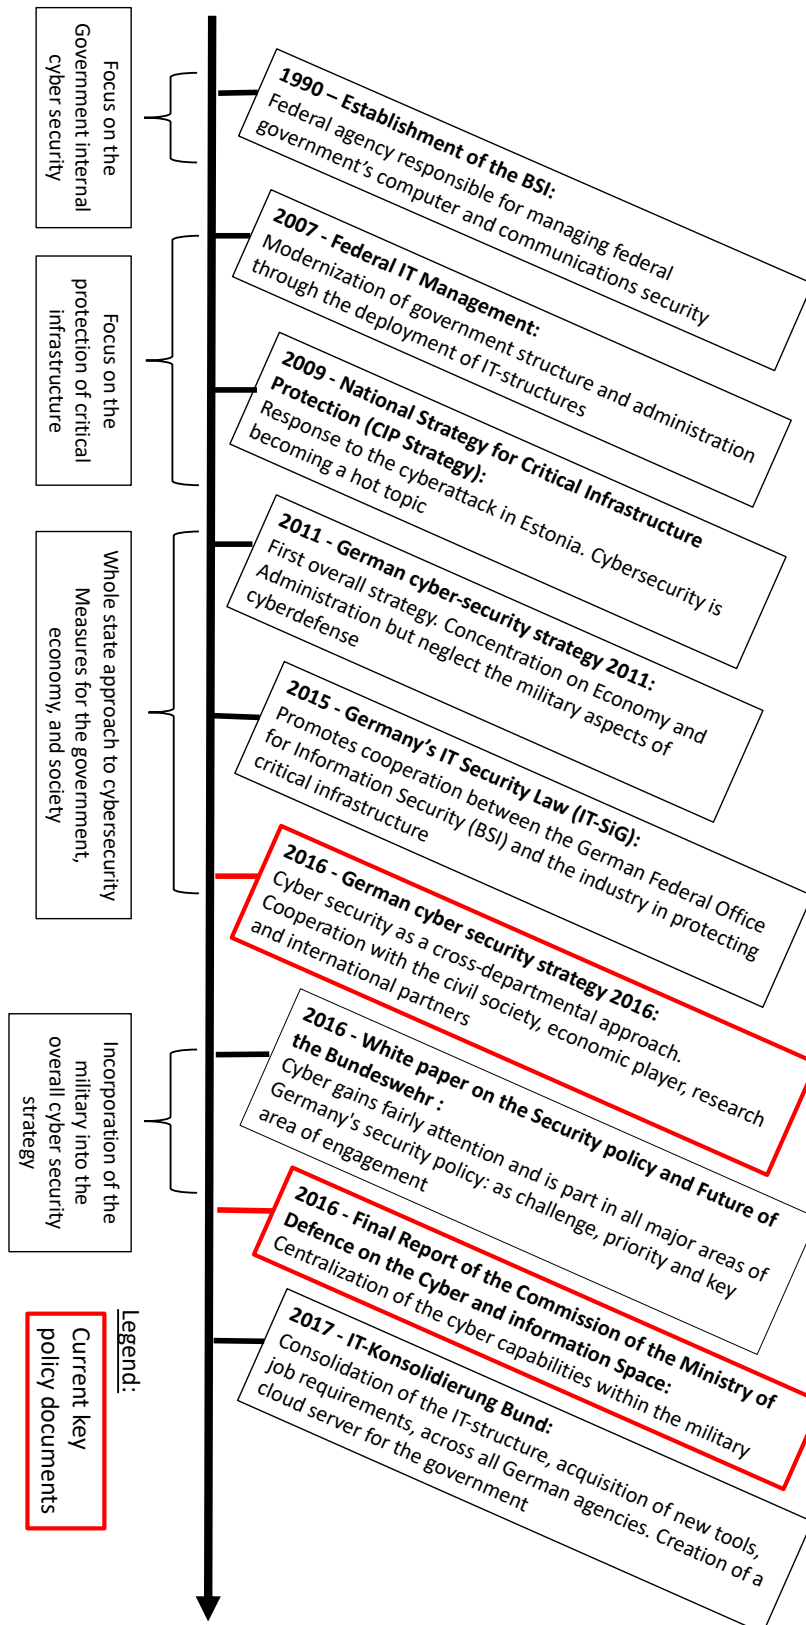 1990 – Establishment of the BSI:
Federal agency responsible for managing federal
government's computer and communications security
2007 - Federal IT Management:
Modernization of government structure and administration
through the deployment of IT-structures
2009 - National Strategy for Critical Infrastructure
Protection (CIP Strategy):
Response to the cyberattack in Estonia. Cybersecurity is
becoming a hot topic
2011 - German cyber-security strategy 2011:
First overall strategy. Concentration on Economy and
Administration but neglect the military aspects of
cyberdefense
2015 - Germany's IT Security Law (IT-SiG):
Promotes cooperation between the German Federal Office
for Information Security (BSI) and the industry in protecting
critical infrastructure
2016 - German cyber security strategy 2016:
Cyber security as a cross-departmental approach.
Cooperation with the civil society, economic player, research
and international partners
2016 - White paper on the Security policy and Future of
the Bundeswehr :
Cyber gains fairly attention and is part in all major areas of
Germany's security policy: as challenge, priority and key
area of engagement
2016 - Final Report of the Commission of the Ministry of
Defence on the Cyber and information Space:
Centralization of the cyber capabilities within the military
2017 - IT-Konsolidierung Bund:
Consolidation of the IT-structure, acquisition of new tools,
job requirements, across all German agencies. Creation of a
cloud server for the government
Focus on the
Government internal
cyber security
Focus on the
protection of critical
infrastructure
Whole state approach to cybersecurity
Measures for the government,
economy, and society
Incorporation of the
military into the
overall cyber security
strategy
Legend:
Current key
policy documents